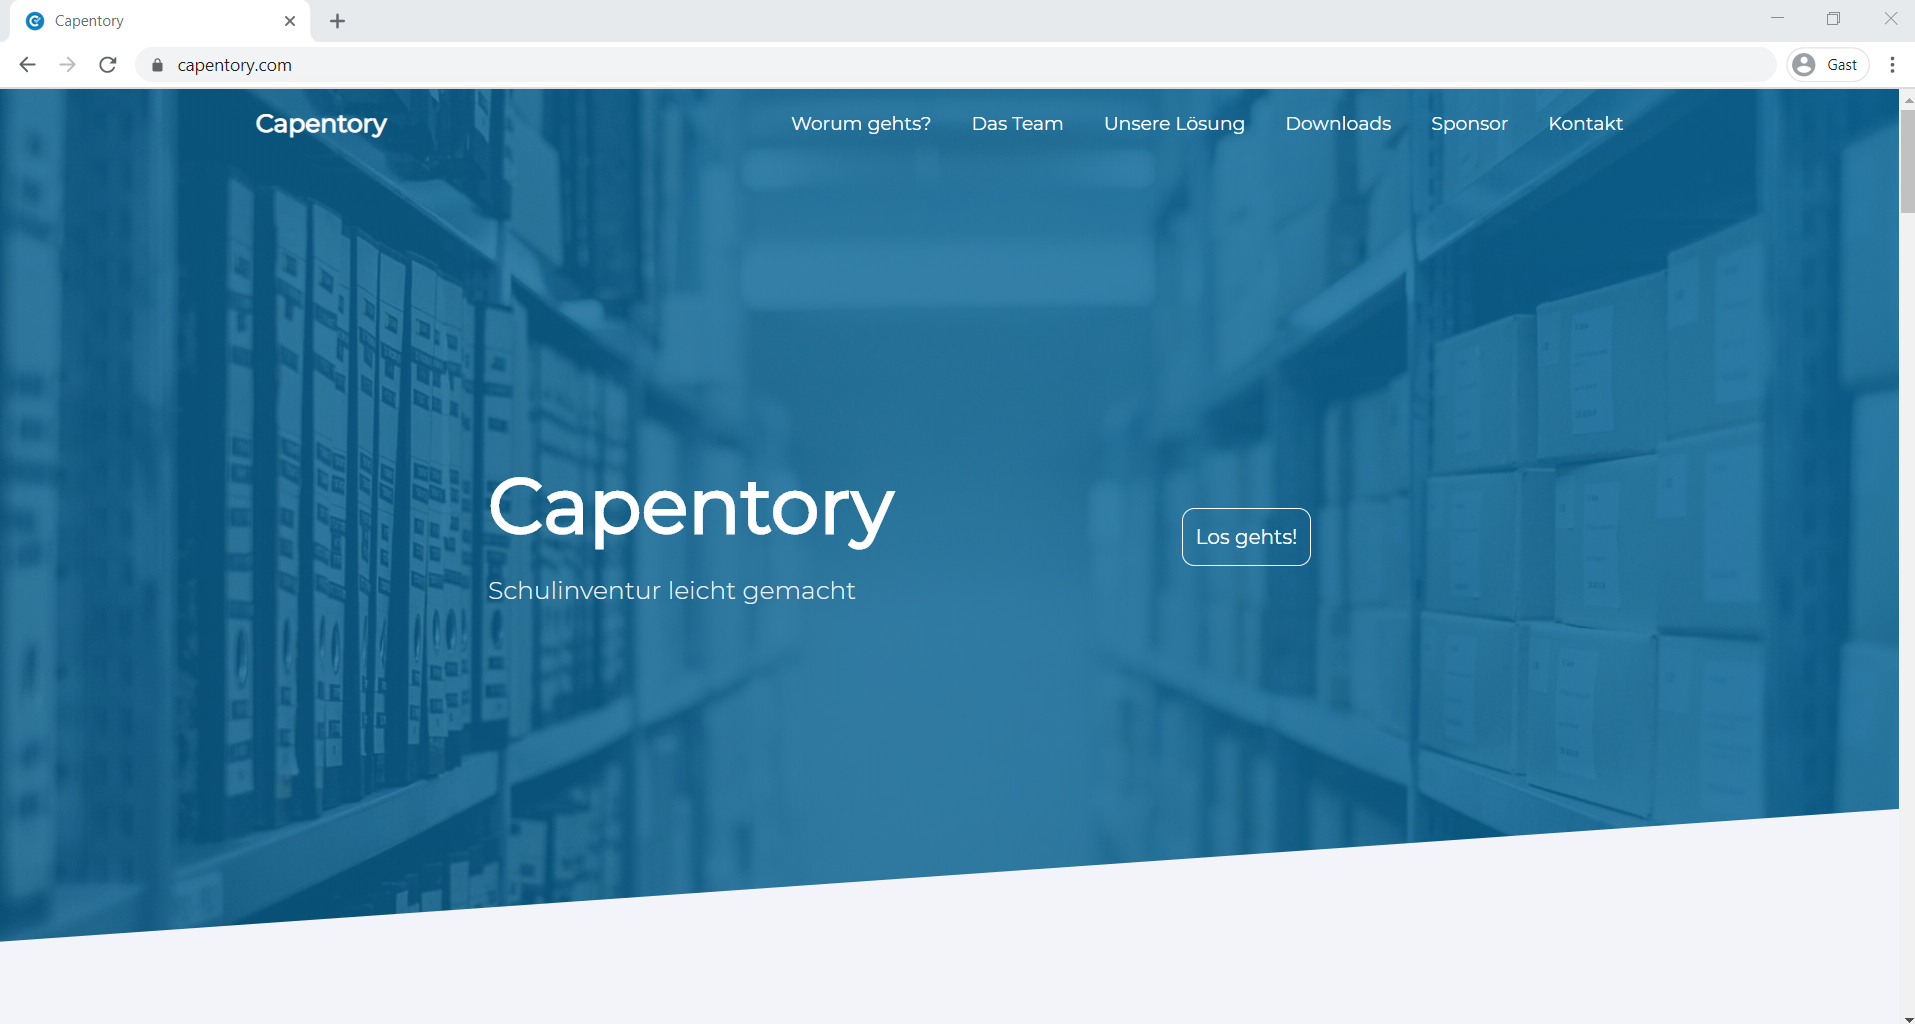 Capentory
capentory.com
Gast
Capentory
Worum gehts?
Das Team
Unsere Lösung
Downloads
Sponsor
Kontakt
Capentory
Schulinventur leicht gemacht
Los gehts!